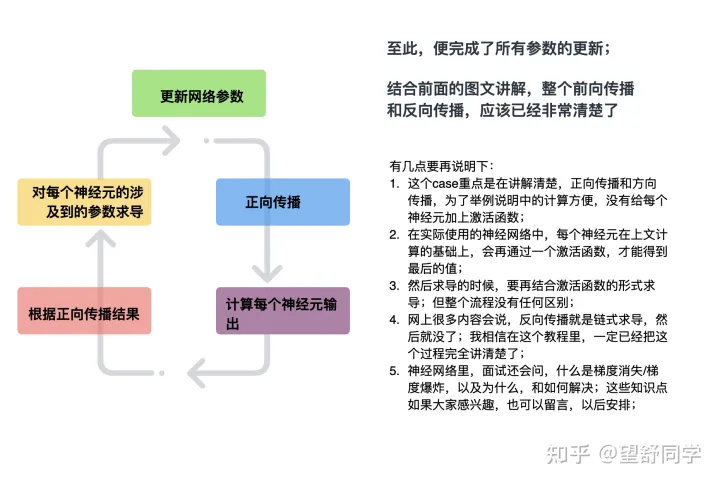 更新网络参数
正向传播
计算每个神经元输
出
根据正向传播结果
对每个神经元的涉
及到的参数求导
至此，便完成了所有参数的更新；
结合前面的图文讲解，整个前向传播
和反向传播，应该已经非常清楚了
有几点要再说明下：
1. 这个case重点是在讲解清楚，正向传播和方向
传播，为了举例说明中的计算方便，没有给每个
神经元加上激活函数；
2. 在实际使用的神经网络中，每个神经元在上文计
算的基础上，会再通过一个激活函数，才能得到
最后的值；
3. 然后求导的时候，要再结合激活函数的形式求
导；但整个流程没有任何区别；
4. 网上很多内容会说，反向传播就是链式求导，然
后就没了；我相信在这个教程里，一定已经把这
个过程完全讲清楚了；
5. 神经网络里，面试还会问，什么是梯度消失/梯
度爆炸，以及为什么，和如何解决；这些知识点
如果大家感兴趣，也可以留言，以后安排；
知乎 @望舒同学